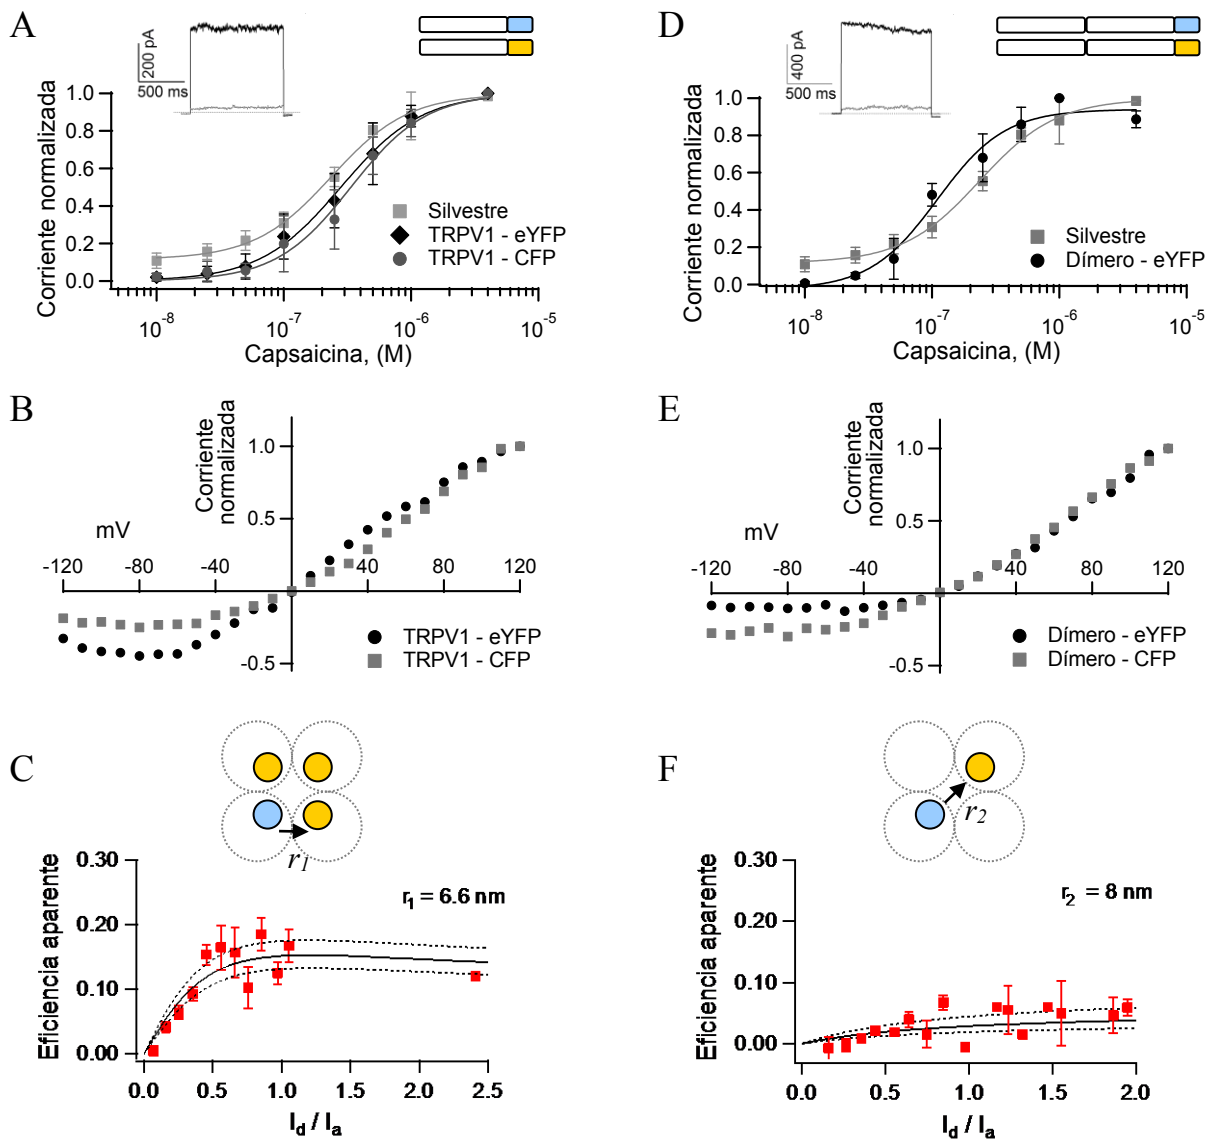 A
200 pA
500 ms
Corriente normalizada
1.0
0.8
0.6
0.4
0.2
0.0
Silvestre
TRPV1 - eYFP
TRPV1 - CFP
10-8
10-7
10-6
10-5
Capsaicina, (M)
D
400 pA
500 ms
Corriente normalizada
1.0
0.8
0.6
0.4
0.2
0.0
Silvestre
Dímero - eYFP
10-8
10-7
10-6
10-5
Capsaicina, (M)
B
Corriente
normalizada
1.0
0.5
-0.5
mV
-120
-80
-40
40
80
120
TRPV1 - eYFP
TRPV1 - CFP
E
Corriente
normalizada
1.0
0.5
-0.5
mV
-120
-80
-40
40
80
120
Dímero - eYFP
Dímero - CFP
C
r1
Eficiencia aparente
0.30
0.20
0.10
0.00
r1 = 6.6 nm
0.0
0.5
1.0
1.5
2.0
2.5
Id / Ia
F
r2
Eficiencia aparente
0.30
0.20
0.10
0.00
r2 = 8 nm
0.0
0.5
1.0
1.5
2.0
Id / Ia